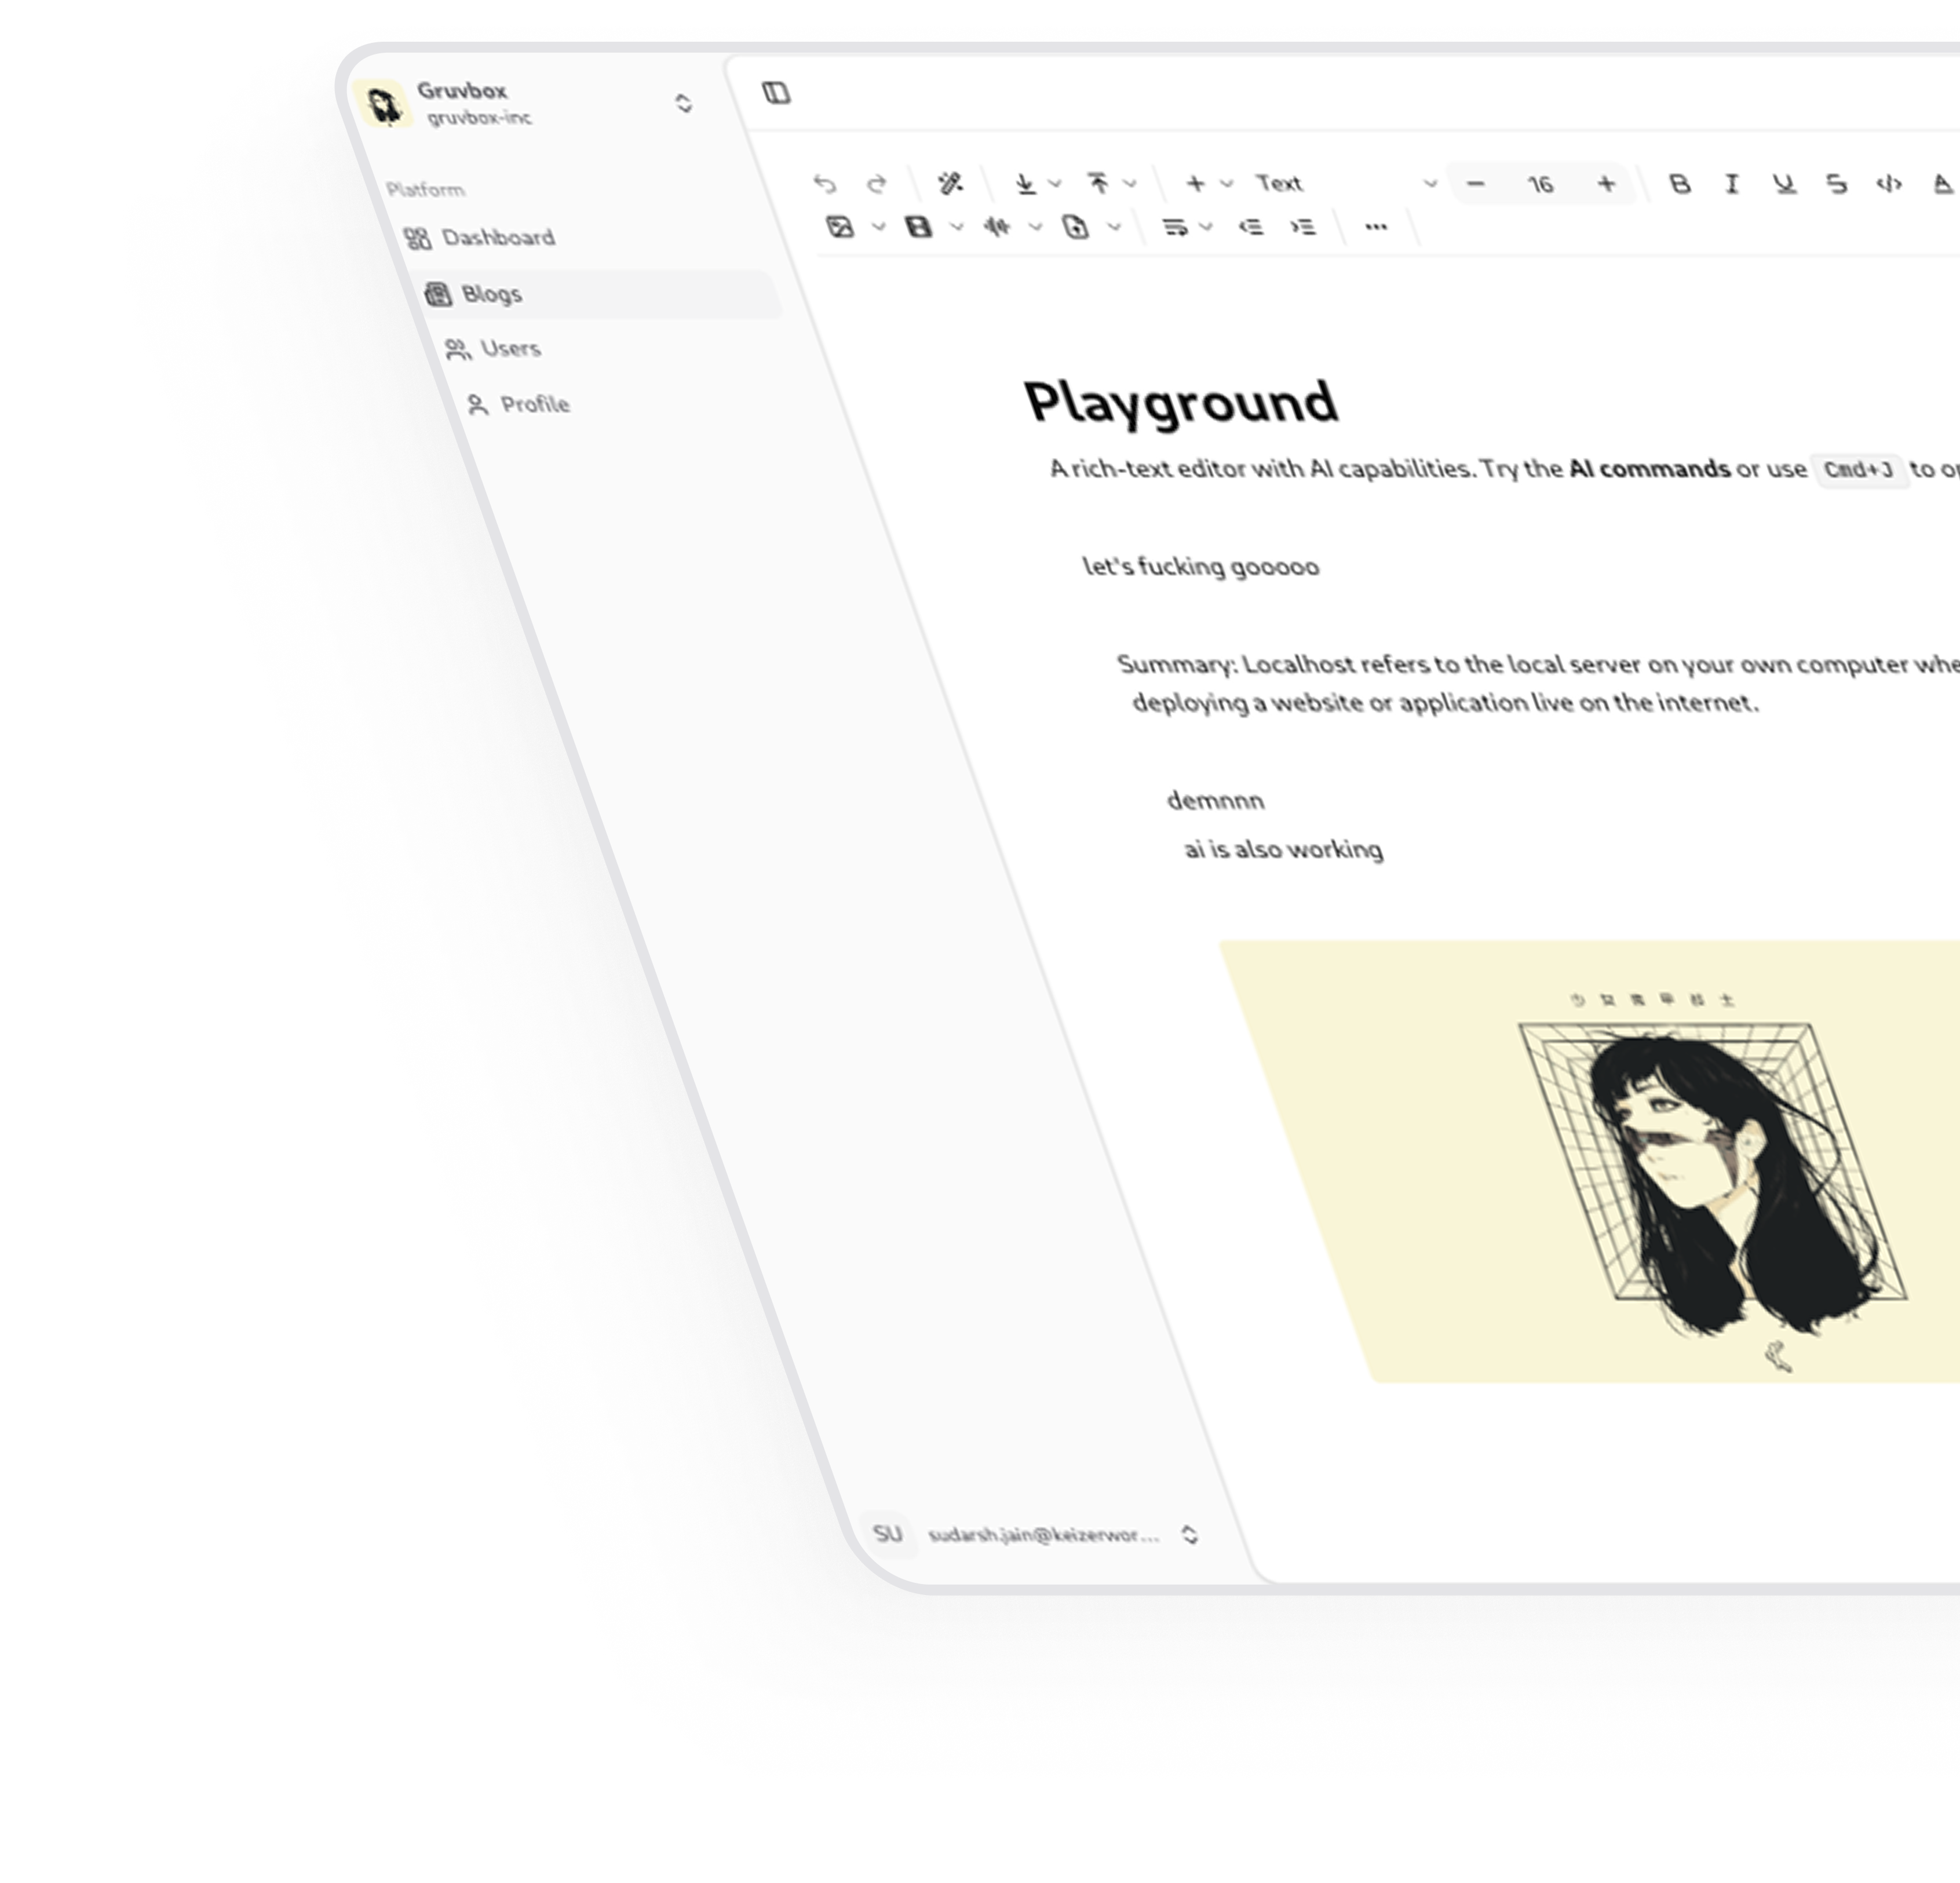 Gruvbox
gruvbox-inc
Platform
Dashboard
Blogs
Users
Profile
SU sudarsh.jain@keizerwor...
Text
16
B I U S </> A
Playground
A rich-text editor with AI capabilities. Try the AI commands or use Cmd+J to op
let's fucking gooooo
Summary: Localhost refers to the local server on your own computer whe
deploying a website or application live on the internet.
demnnn
ai is also working